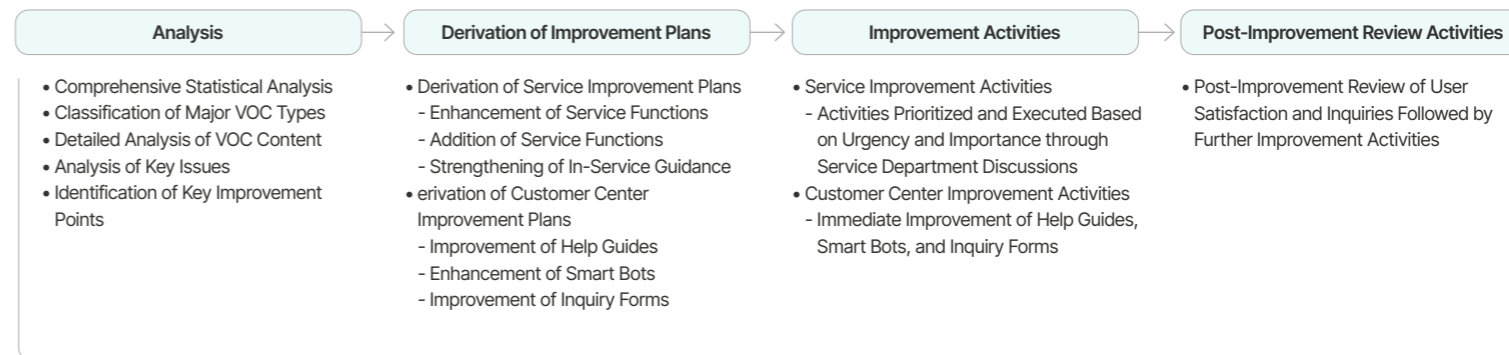 Analysis
• Comprehensive Statistical Analysis
• Classification of Major VOC Types
• Detailed Analysis of VOC Content
• Analysis of Key Issues
• Identification of Key Improvement
Points
Derivation of Improvement Plans
• Derivation of Service Improvement Plans
- Enhancement of Service Functions
- Addition of Service Functions
- Strengthening of In-Service Guidance
• erivation of Customer Center
Improvement Plans
- Improvement of Help Guides
- Enhancement of Smart Bots
- Improvement of Inquiry Forms
Improvement Activities
• Service Improvement Activities
- Activities Prioritized and Executed Based
on Urgency and Importance through
Service Department Discussions
• Customer Center Improvement Activities
- Immediate Improvement of Help Guides,
Smart Bots, and Inquiry Forms
Post-Improvement Review Activities
• Post-Improvement Review of User
Satisfaction and Inquiries Followed by
Further Improvement Activities